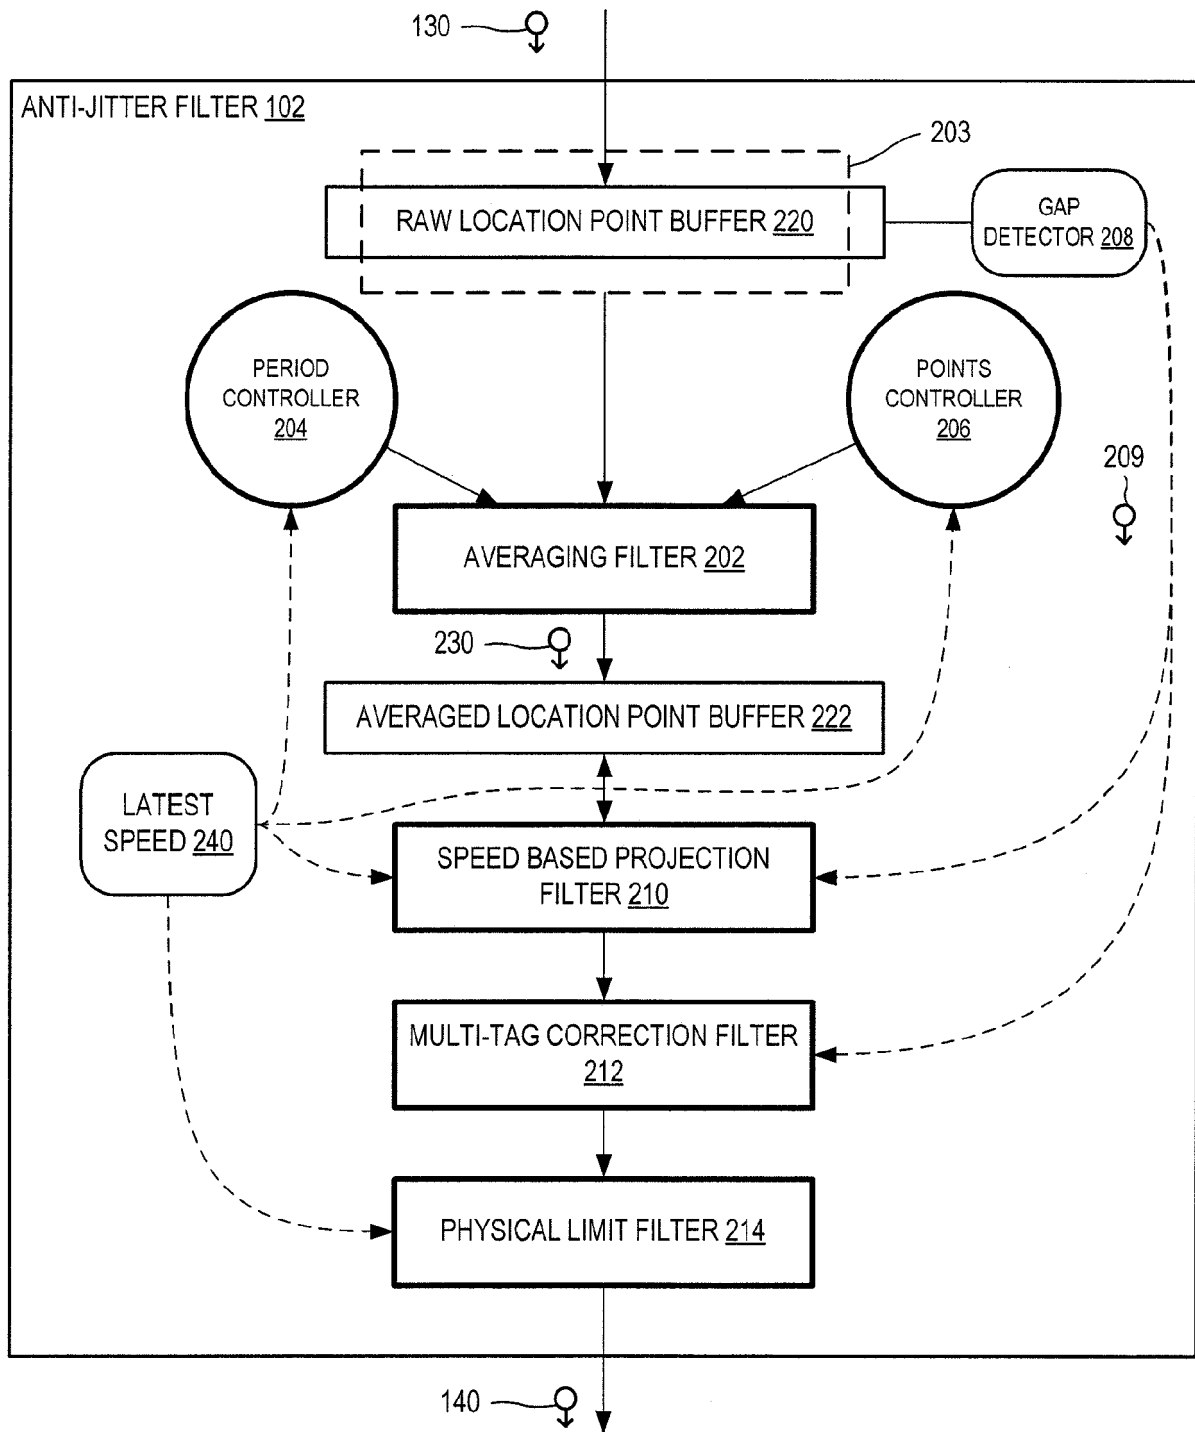 130
ANTI-JITTER FILTER 102
203
RAW LOCATION POINT BUFFER 220
GAP
DETECTOR 208
PERIOD
CONTROLLER
204
POINTS
CONTROLLER
206
209
AVERAGING FILTER 202
230
AVERAGED LOCATION POINT BUFFER 222
LATEST
SPEED 240
SPEED BASED PROJECTION
FILTER 210
MULTI-TAG CORRECTION FILTER
212
PHYSICAL LIMIT FILTER 214
140